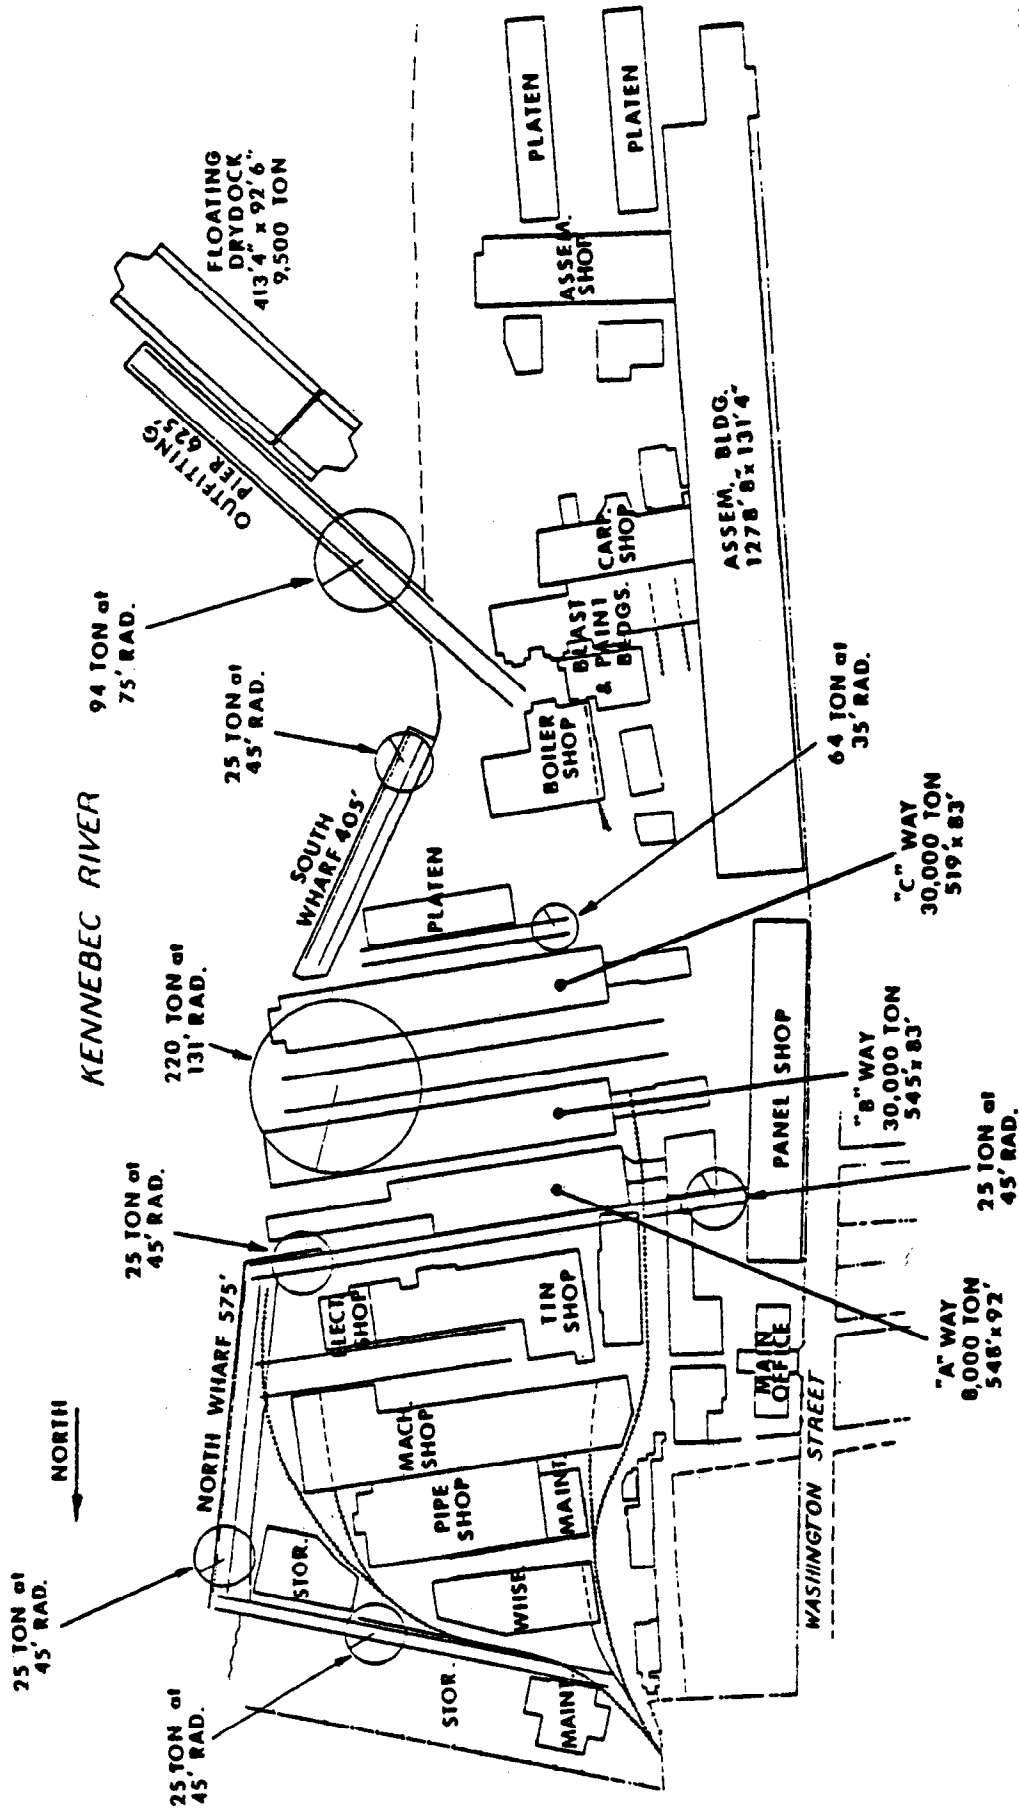 KENNEBEC RIVER
NORTH
25 TON at
45' RAD.
25 TON at
45' RAD.
NORTH WHARF 575'
25 TON at
45' RAD.
220 TON at
131' RAD.
SOUTH
WHARF 405'
25 TON at
45' RAD.
94 TON at
75' RAD.
OUTFITTING
PIER 625'
FLOATING
DRYDOCK
413'4" x 92'6"
9,500 TON
STOR.
STOR.
MAINT.
WHSE
PIPE
SHOP
MAINT.
MACH.
SHOP
ELECT.
SHOP
TIN
SHOP
PLATEN
BOILER
SHOP
BLAST
& PAINT
BLDGS.
CARP.
SHOP
ASSEM.
SHOP
PLATEN
PLATEN
ASSEM. BLDG.
1278' 8" x 131'4"
64 TON at
35' RAD.
"C" WAY
30,000 TON
519' x 83'
"B" WAY
30,000 TON
545' x 83'
25 TON at
45' RAD.
"A" WAY
8,000 TON
548' x 92'
PANEL SHOP
MAIN
OFFICE
WASHINGTON STREET